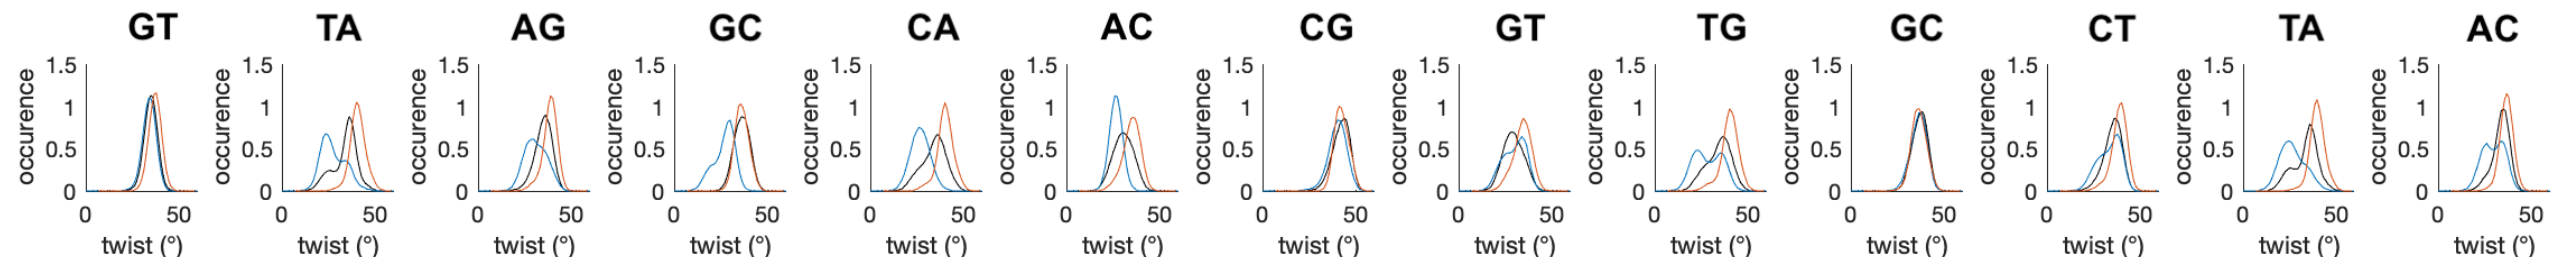 GT TA AG GC CA AC CG GT TG GC CT TA AC
occurence occurence occurence occurence occurence occurence occurence occurence occurence occurence occurence occurence occurence
1.5 1.5 1.5 1.5 1.5 1.5 1.5 1.5 1.5 1.5 1.5 1.5 1.5
1 1 1 1 1 1 1 1 1 1 1 1 1
0.5 0.5 0.5 0.5 0.5 0.5 0.5 0.5 0.5 0.5 0.5 0.5 0.5
0 0 0 0 0 0 0 0 0 0 0 0 0
0 50 0 50 0 50 0 50 0 50 0 50 0 50 0 50 0 50 0 50 0 50 0 50 0 50
twist (°) twist (°) twist (°) twist (°) twist (°) twist (°) twist (°) twist (°) twist (°) twist (°) twist (°) twist (°) twist (°)